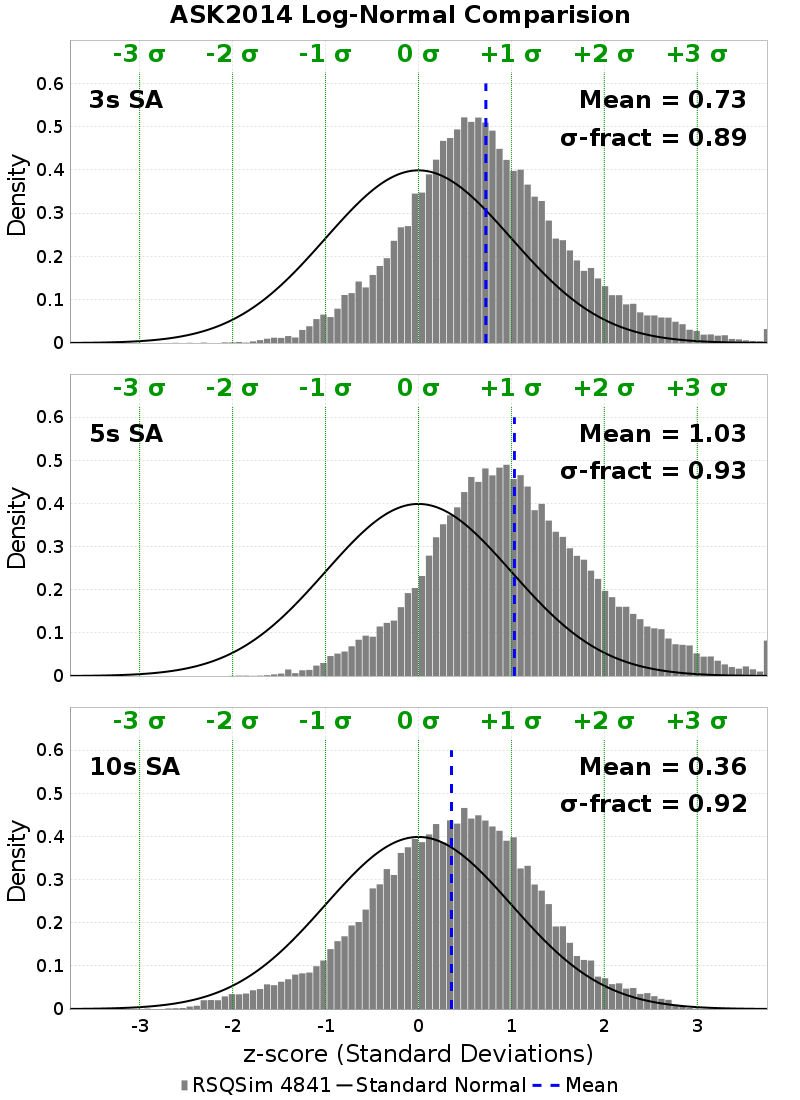 ASK2014 Log-Normal Comparision
-3 σ -2 σ -1 σ 0 σ +1 σ +2 σ +3 σ
3s SA
Mean = 0.73
σ-fract = 0.89
0.6
0.5
0.4
0.3
0.2
0.1
0
Density
-3 σ -2 σ -1 σ 0 σ +1 σ +2 σ +3 σ
5s SA
Mean = 1.03
σ-fract = 0.93
0.6
0.5
0.4
0.3
0.2
0.1
0
Density
-3 σ -2 σ -1 σ 0 σ +1 σ +2 σ +3 σ
10s SA
Mean = 0.36
σ-fract = 0.92
0.6
0.5
0.4
0.3
0.2
0.1
0
Density
-3 -2 -1 0 1 2 3
z-score (Standard Deviations)
RSQSim 4841 Standard Normal Mean